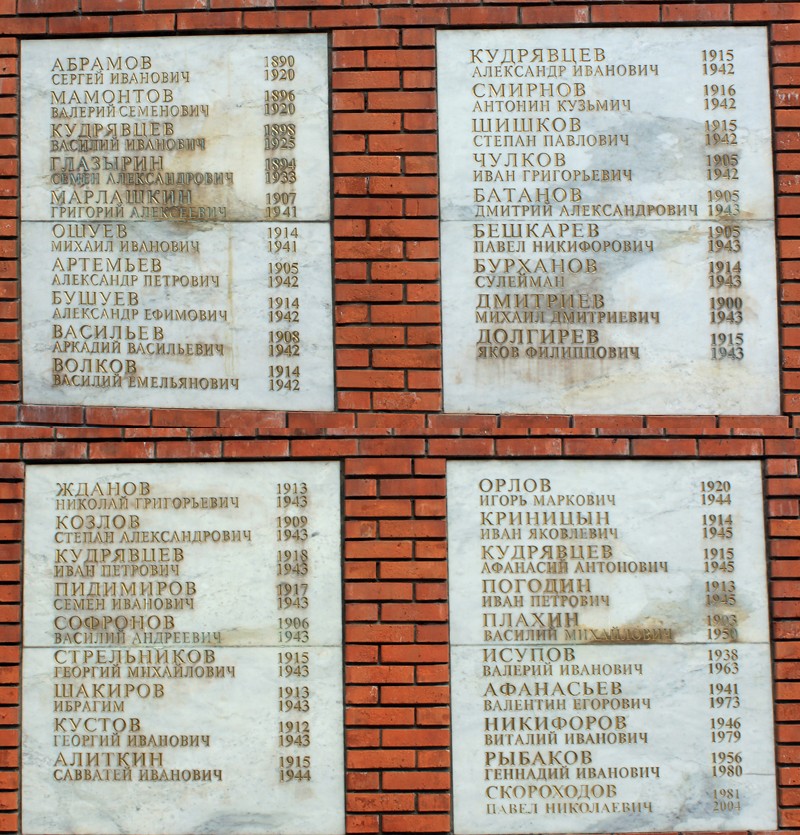 АБРАМОВ 1890
СЕРГЕЙ ИВАНОВИЧ 1920
МАМОНТОВ 1896
ВАЛЕРИЙ СЕМЕНОВИЧ 1920
КУДРЯВЦЕВ 1898
ВАСИЛИЙ ИВАНОВИЧ 1925
ГЛАЗЫРИН 1894
СЕМЕН АЛЕКСАНДРОВИЧ 1933
МАРЛАШКИН 1907
ГРИГОРИЙ АЛЕКСЕЕВИЧ 1941
ОШУЕВ 1914
МИХАИЛ ИВАНОВИЧ 1941
АРТЕМЬЕВ 1905
АЛЕКСАНДР ПЕТРОВИЧ 1942
БУШУЕВ 1914
АЛЕКСАНДР ЕФИМОВИЧ 1942
ВАСИЛЬЕВ 1908
АРКАДИЙ ВАСИЛЬЕВИЧ 1942
ВОЛКОВ 1914
ВАСИЛИЙ ЕМЕЛЬЯНОВИЧ 1942
КУДРЯВЦЕВ 1915
АЛЕКСАНДР ИВАНОВИЧ 1942
СМИРНОВ 1916
АНТОНИН КУЗЬМИЧ 1942
ШИШКОВ 1915
СТЕПАН ПАВЛОВИЧ 1942
ЧУЛКОВ 1905
ИВАН ГРИГОРЬЕВИЧ 1942
БАТАНОВ 1905
ДМИТРИЙ АЛЕКСАНДРОВИЧ 1943
БЕШКАРЕВ 1905
ПАВЕЛ НИКИФОРОВИЧ 1943
БУРХАНОВ 1914
СУЛЕЙМАН 1943
ДМИТРИЕВ 1900
МИХАИЛ ДМИТРИЕВИЧ 1943
ДОЛГИРЕВ 1915
ЯКОВ ФИЛИППОВИЧ 1943
ЖДАНОВ 1913
НИКОЛАЙ ГРИГОРЬЕВИЧ 1943
КОЗЛОВ 1909
СТЕПАН АЛЕКСАНДРОВИЧ 1943
КУДРЯВЦЕВ 1918
ИВАН ПЕТРОВИЧ 1943
ПИДИМИРОВ 1917
СЕМЕН ИВАНОВИЧ 1943
СОФРОНОВ 1906
ВАСИЛИЙ АНДРЕЕВИЧ 1943
СТРЕЛЬНИКОВ 1915
ГЕОРГИЙ МИХАЙЛОВИЧ 1943
ШАКИРОВ 1913
ИБРАГИМ 1943
КУСТОВ 1912
ГЕОРГИЙ ИВАНОВИЧ 1943
АЛИТКИН 1915
САВВАТЕЙ ИВАНОВИЧ 1944
ОРЛОВ 1920
ИГОРЬ МАРКОВИЧ 1944
КРИНИЦЫН 1914
ИВАН ЯКОВЛЕВИЧ 1945
КУДРЯВЦЕВ 1915
АФАНАСИЙ АНТОНОВИЧ 1945
ПОГОДИН 1913
ИВАН ПЕТРОВИЧ 1945
ПЛАХИН 1903
ВАСИЛИЙ МИХАЙЛОВИЧ 1950
ИСУПОВ 1938
ВАЛЕРИЙ ИВАНОВИЧ 1963
АФАНАСЬЕВ 1941
ВАЛЕНТИН ЕГОРОВИЧ 1973
НИКИФОРОВ 1946
ВИТАЛИЙ ИВАНОВИЧ 1979
РЫБАКОВ 1956
ГЕННАДИЙ ИВАНОВИЧ 1980
СКОРОХОДОВ 1981
ПАВЕЛ НИКОЛАЕВИЧ 2004